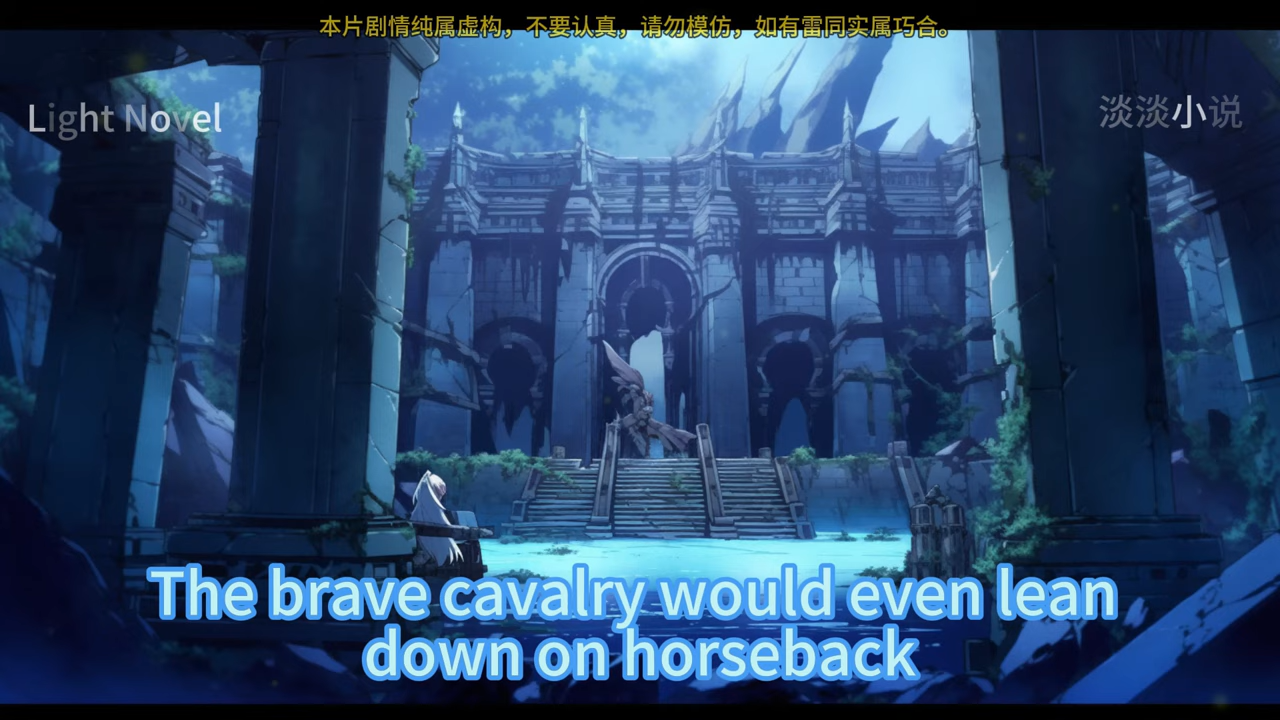 本片剧情纯属虚构，不要认真，请勿模仿，如有雷同实属巧合。
Light Novel
淡淡小说
The brave cavalry would even lean
down on horseback